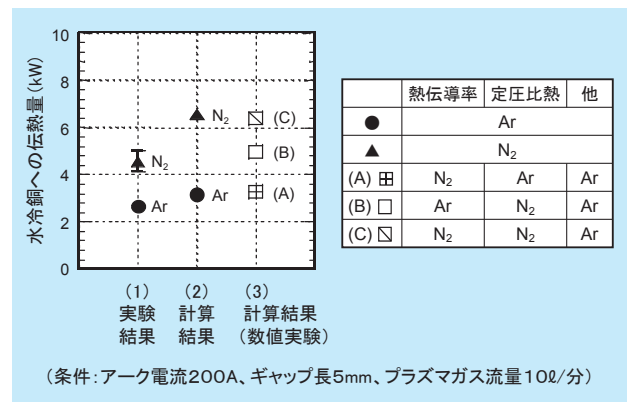 水冷銅への伝熱量(kW)
10
8
6
4
2
0
N₂
Ar
N₂
Ar
(C)
(B)
(A)
(1)
実験
結果
(2)
計算
結果
(3)
計算結果
(数値実験)
熱伝導率 定圧比熱 他
● Ar
▲ N₂
(A) N₂ Ar Ar
(B) Ar N₂ Ar
(C) N₂ N₂ Ar
(条件:アーク電流200A、ギャップ長5mm、プラズマガス流量10ℓ/分)